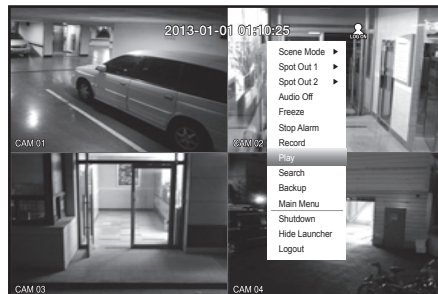 2013-01-01 01:10:25
LOG ON
Scene Mode
Spot Out 1
Spot Out 2
Audio Off
Freeze
Stop Alarm
Record
Play
Search
Backup
Main Menu
Shutdown
Hide Launcher
Logout
CAM 01
CAM 02
CAM 03
CAM 04